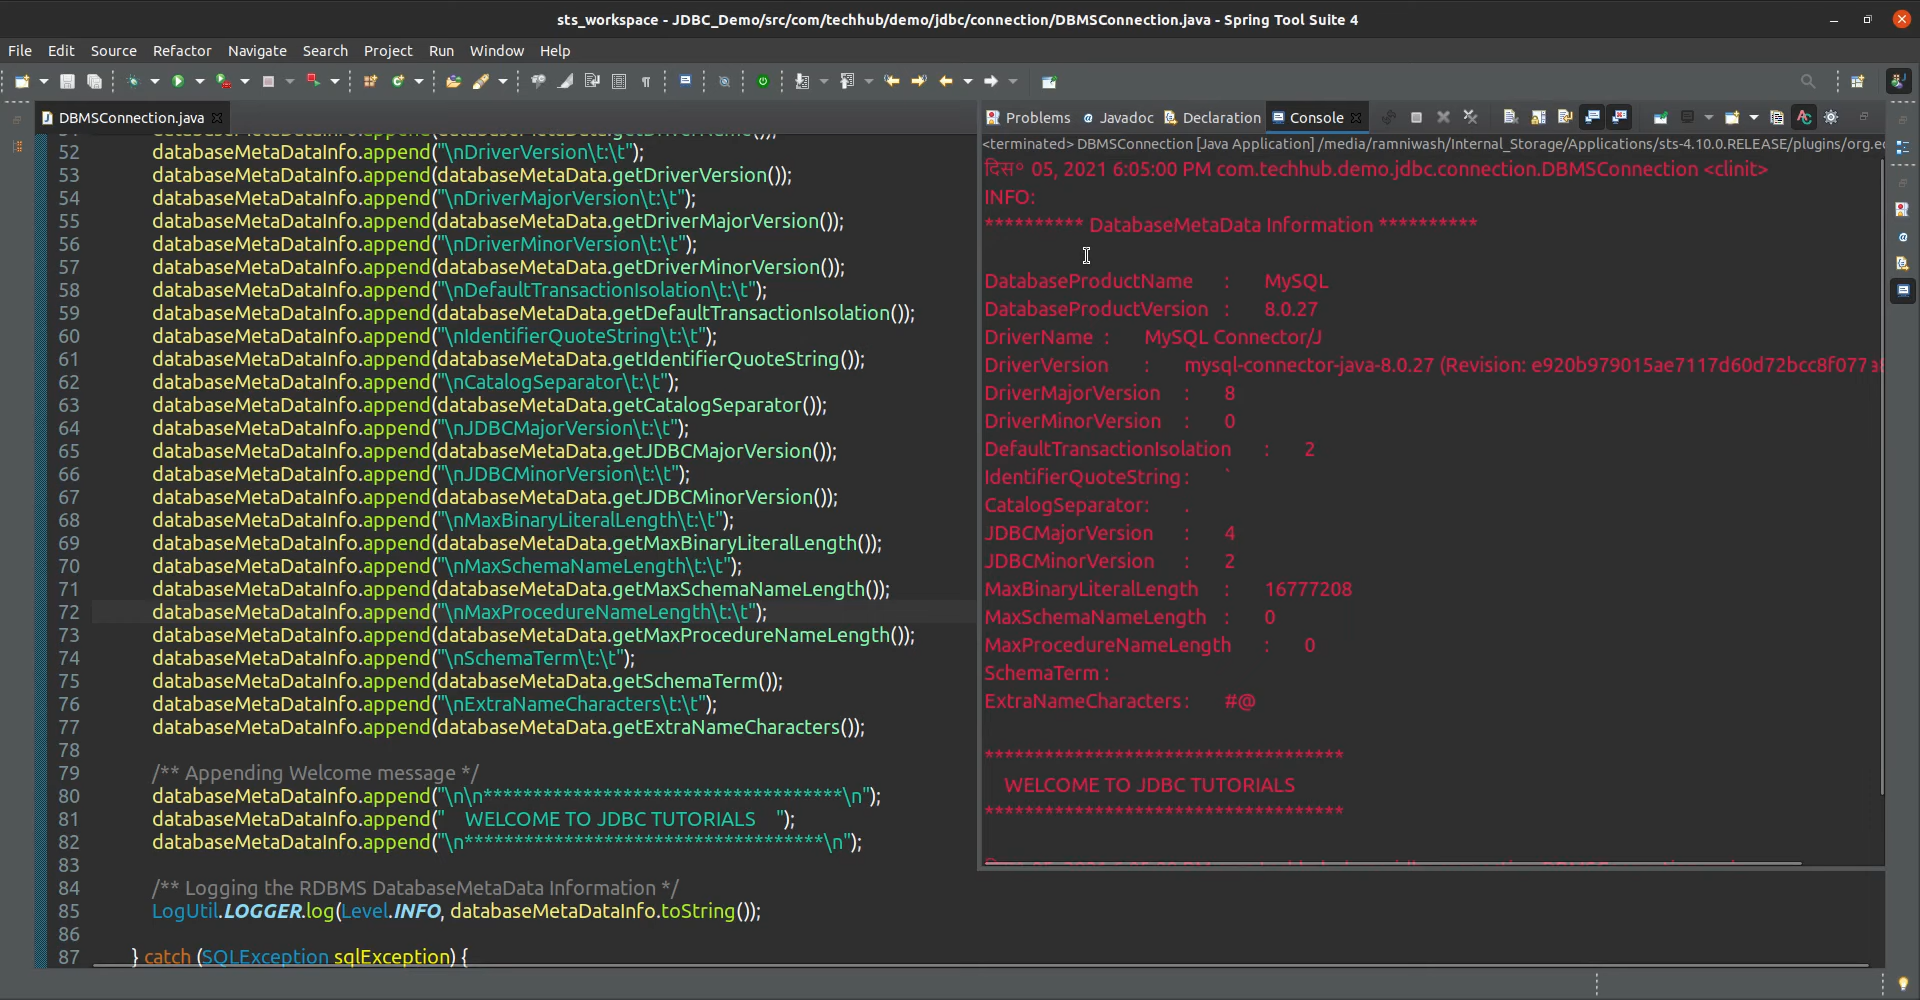 sts_workspace - JDBC_Demo/src/com/techhub/demo/jdbc/connection/DBMSConnection.java - Spring Tool Suite 4
File Edit Source Refactor Navigate Search Project Run Window Help
DBMSConnection.java
52 databaseMetaDataInfo.append("\nDriverVersion\t:\t");
53 databaseMetaDataInfo.append(databaseMetaData.getDriverVersion());
54 databaseMetaDataInfo.append("\nDriverMajorVersion\t:\t");
55 databaseMetaDataInfo.append(databaseMetaData.getDriverMajorVersion());
56 databaseMetaDataInfo.append("\nDriverMinorVersion\t:\t");
57 databaseMetaDataInfo.append(databaseMetaData.getDriverMinorVersion());
58 databaseMetaDataInfo.append("\nDefaultTransactionIsolation\t:\t");
59 databaseMetaDataInfo.append(databaseMetaData.getDefaultTransactionIsolation());
60 databaseMetaDataInfo.append("\nIdentifierQuoteString\t:\t");
61 databaseMetaDataInfo.append(databaseMetaData.getIdentifierQuoteString());
62 databaseMetaDataInfo.append("\nCatalogSeparator\t:\t");
63 databaseMetaDataInfo.append(databaseMetaData.getCatalogSeparator());
64 databaseMetaDataInfo.append("\nJDBCMajorVersion\t:\t");
65 databaseMetaDataInfo.append(databaseMetaData.getJDBCMajorVersion());
66 databaseMetaDataInfo.append("\nJDBCMinorVersion\t:\t");
67 databaseMetaDataInfo.append(databaseMetaData.getJDBCMinorVersion());
68 databaseMetaDataInfo.append("\nMaxBinaryLiteralLength\t:\t");
69 databaseMetaDataInfo.append(databaseMetaData.getMaxBinaryLiteralLength());
70 databaseMetaDataInfo.append("\nMaxSchemaNameLength\t:\t");
71 databaseMetaDataInfo.append(databaseMetaData.getMaxSchemaNameLength());
72 databaseMetaDataInfo.append("\nMaxProcedureNameLength\t:\t");
73 databaseMetaDataInfo.append(databaseMetaData.getMaxProcedureNameLength());
74 databaseMetaDataInfo.append("\nSchemaTerm\t:\t");
75 databaseMetaDataInfo.append(databaseMetaData.getSchemaTerm());
76 databaseMetaDataInfo.append("\nExtraNameCharacters\t:\t");
77 databaseMetaDataInfo.append(databaseMetaData.getExtraNameCharacters());
78
79 /** Appending Welcome message */
80 databaseMetaDataInfo.append("\n\n************************************\n");
81 databaseMetaDataInfo.append("    WELCOME TO JDBC TUTORIALS    ");
82 databaseMetaDataInfo.append("\n************************************\n");
83
84 /** Logging the RDBMS DatabaseMetaData Information */
85 LogUtil.LOGGER.log(Level.INFO, databaseMetaDataInfo.toString());
86
87 } catch (SQLException sqlException) {
Problems Javadoc Declaration Console
<terminated> DBMSConnection [Java Application] /media/ramniwash/Internal_Storage/Applications/sts-4.10.0.RELEASE/plugins/org.ec
दिस॰ 05, 2021 6:05:00 PM com.techhub.demo.jdbc.connection.DBMSConnection <clinit>
INFO:
********** DatabaseMetaData Information **********
DatabaseProductName : MySQL
DatabaseProductVersion : 8.0.27
DriverName : MySQL Connector/J
DriverVersion : mysql-connector-java-8.0.27 (Revision: e920b979015ae7117d60d72bcc8f077a8
DriverMajorVersion : 8
DriverMinorVersion : 0
DefaultTransactionIsolation : 2
IdentifierQuoteString : `
CatalogSeparator : .
JDBCMajorVersion : 4
JDBCMinorVersion : 2
MaxBinaryLiteralLength : 16777208
MaxSchemaNameLength : 0
MaxProcedureNameLength : 0
SchemaTerm :
ExtraNameCharacters : #@
************************************
WELCOME TO JDBC TUTORIALS
************************************